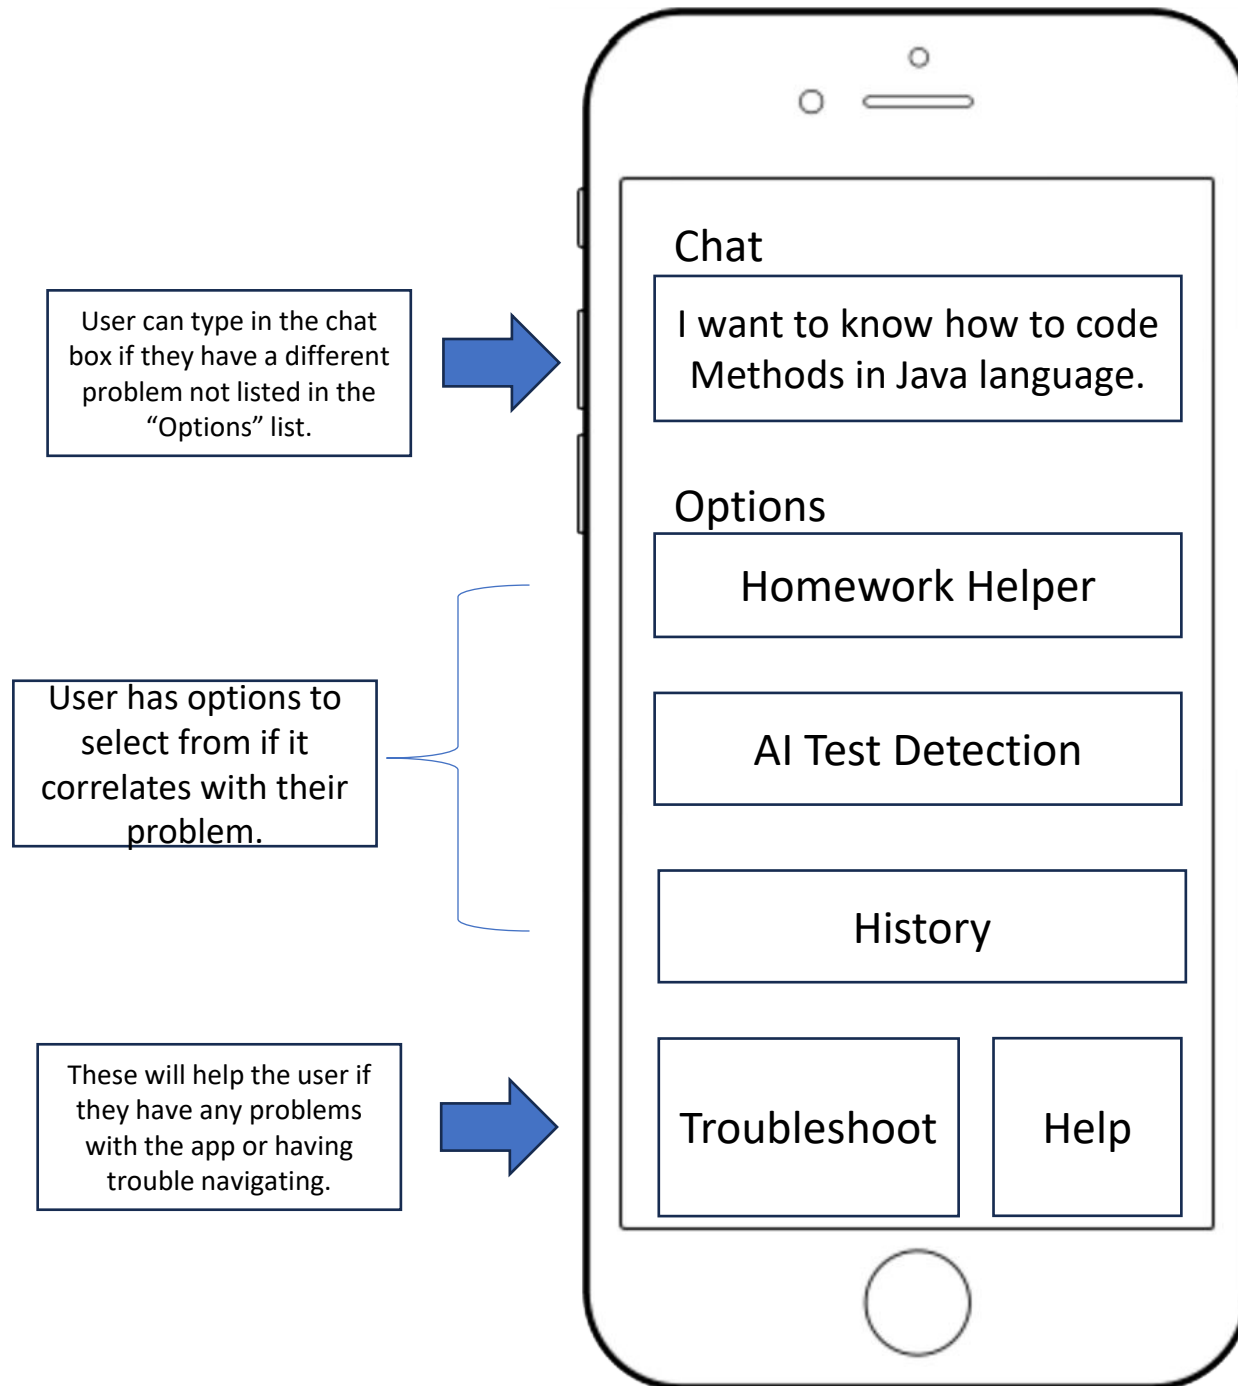 Chat
I want to know how to code
Methods in Java language.
User can type in the chat
box if they have a different
problem not listed in the
“Options” list.
Options
Homework Helper
AI Test Detection
History
User has options to
select from if it
correlates with their
problem.
Troubleshoot
Help
These will help the user if
they have any problems
with the app or having
trouble navigating.